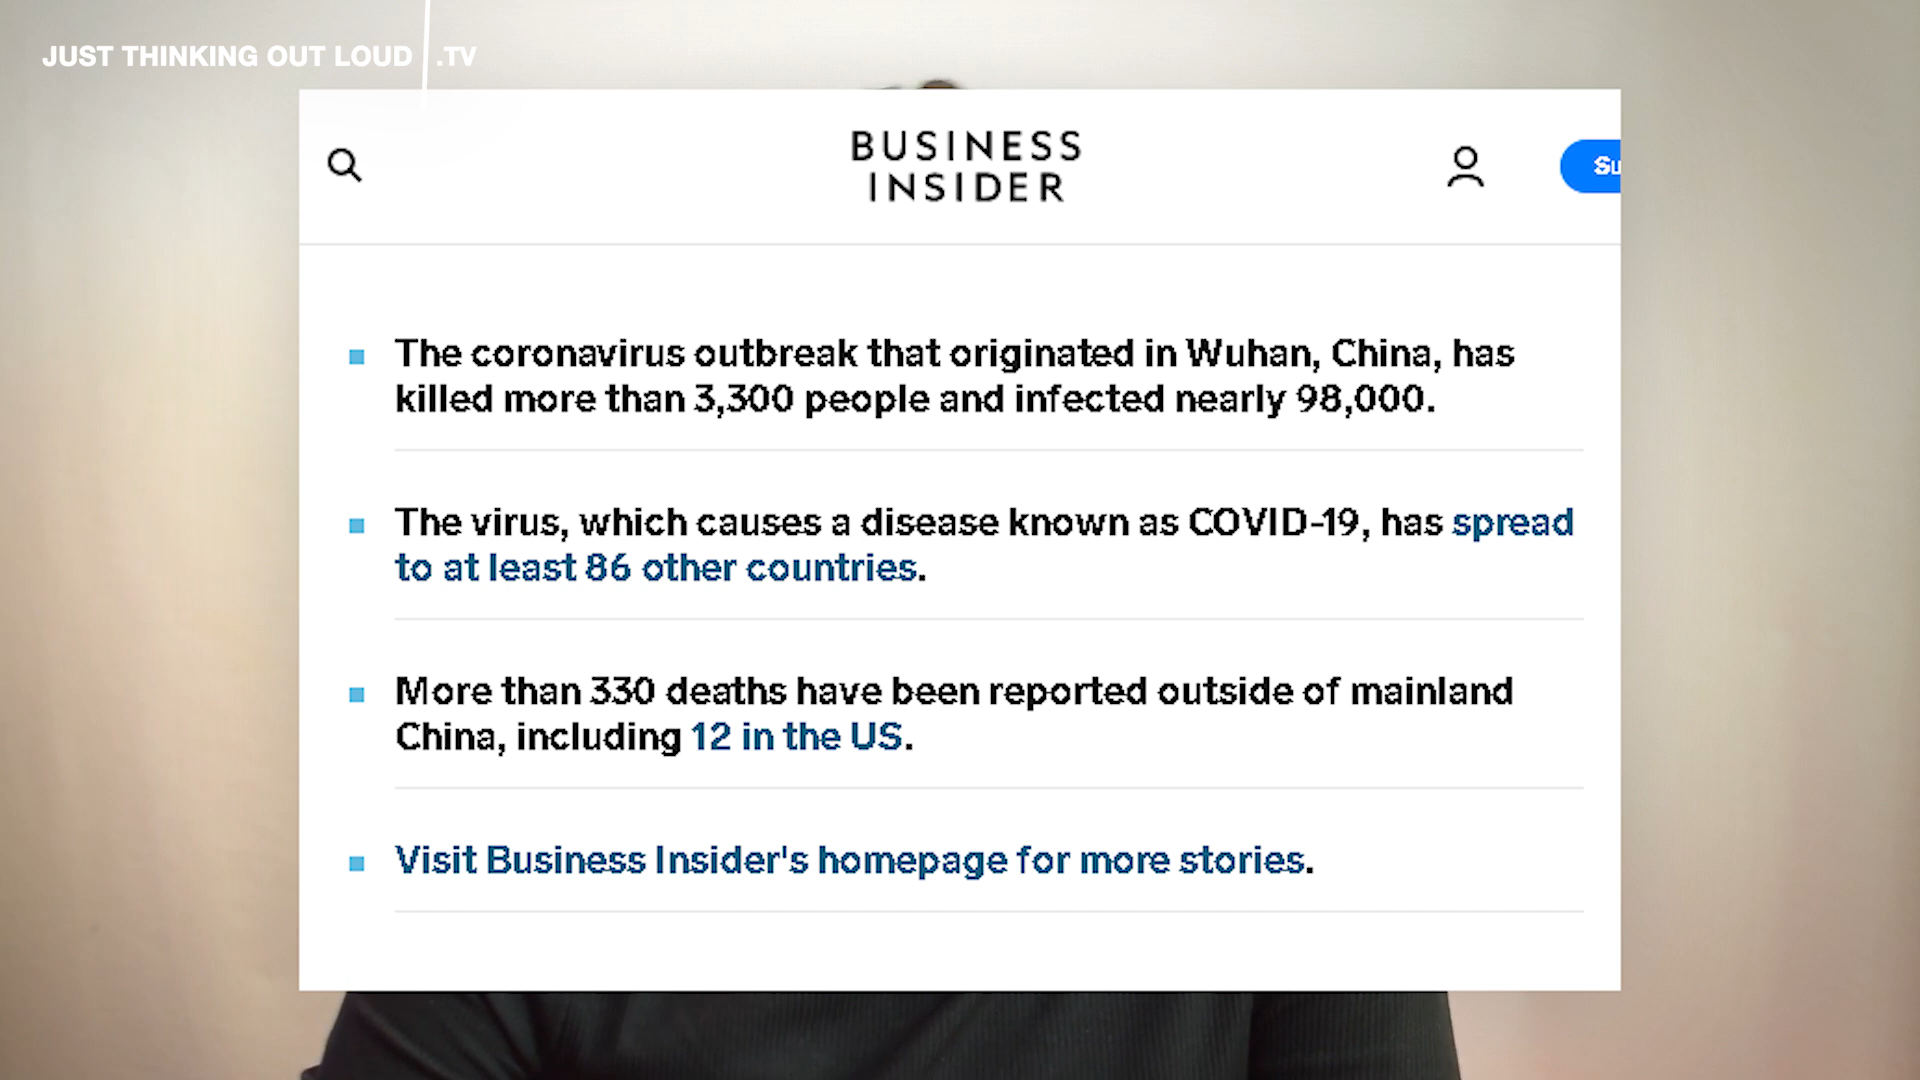 JUST THINKING OUT LOUD .TV
BUSINESS
INSIDER
Su
The coronavirus outbreak that originated in Wuhan, China, has
killed more than 3,300 people and infected nearly 98,000.
The virus, which causes a disease known as COVID-19, has spread
to at least 86 other countries.
More than 330 deaths have been reported outside of mainland
China, including 12 in the US.
Visit Business Insider's homepage for more stories.